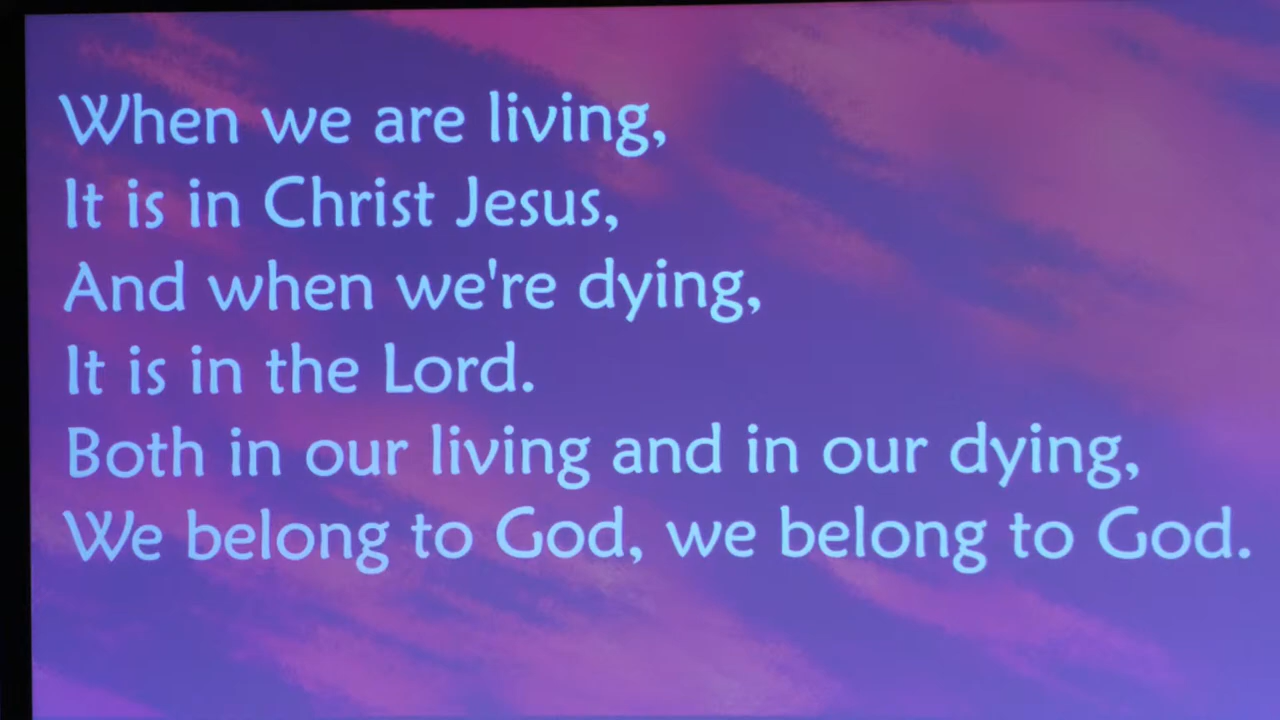 When we are living,
It is in Christ Jesus,
And when we're dying,
It is in the Lord.
Both in our living and in our dying,
We belong to God, we belong to God.